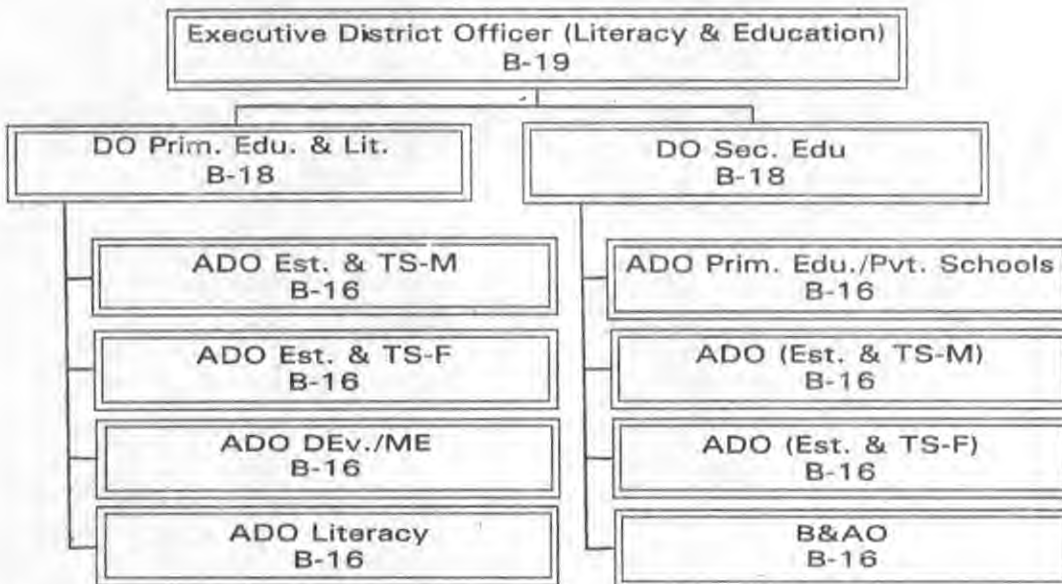 Executive District Officer (Literacy & Education)
B-19
DO Prim. Edu. & Lit.
B-18
ADO Est. & TS-M
B-16
ADO Est. & TS-F
B-16
ADO DEv./ME
B-16
ADO Literacy
B-16
DO Sec. Edu
B-18
ADO Prim. Edu./Pvt. Schools
B-16
ADO (Est. & TS-M)
B-16
ADO (Est. & TS-F)
B-16
B&AO
B-16